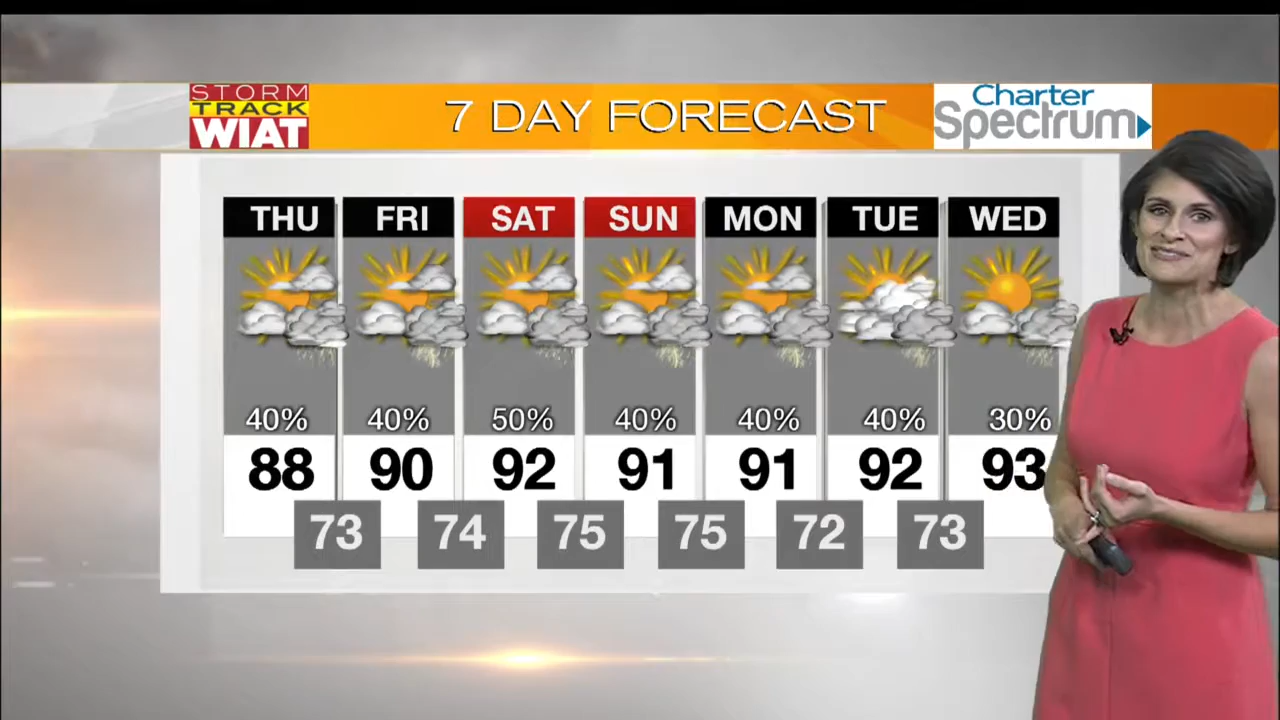 STORM
TRACK
WIAT
7 DAY FORECAST
Charter
Spectrum
THU FRI SAT SUN MON TUE WED
40% 40% 50% 40% 40% 40% 30%
88 90 92 91 91 92 93
73 74 75 75 72 73